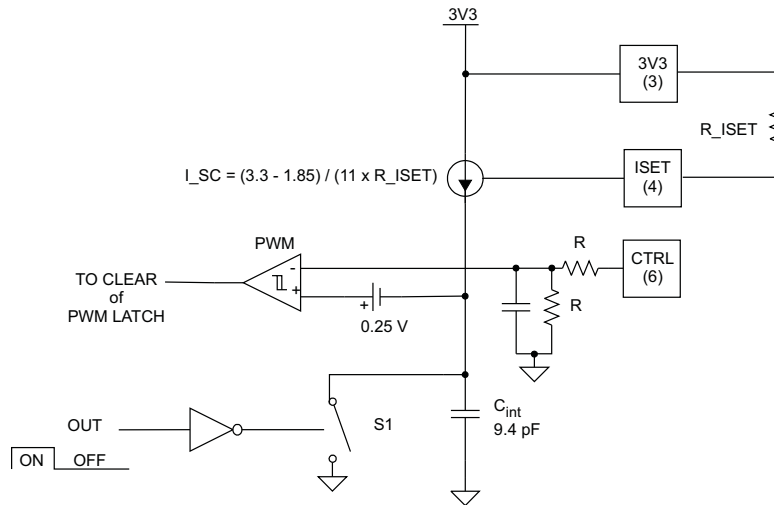 3V3
3V3
(3)
R_ISET
I_SC = (3.3 - 1.85) / (11 x R_ISET)
ISET
(4)
PWM
R
CTRL
(6)
-
+
TO CLEAR
of
PWM LATCH
+
0.25 V
R
OUT
S1
Cint
9.4 pF
ON OFF